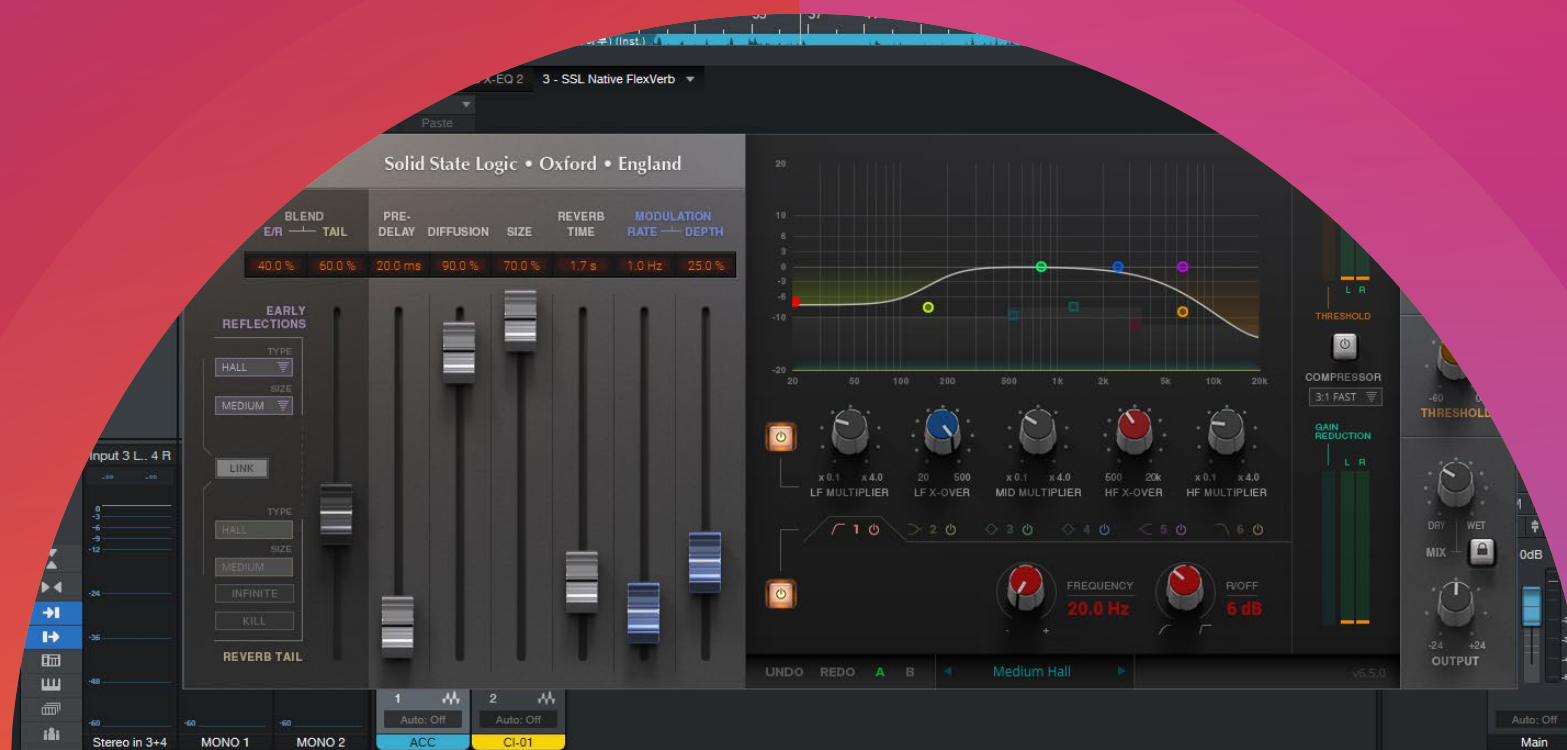 35 37
(Inst.)
X-EQ 2 3 - SSL Native FlexVerb
Paste
Solid State Logic • Oxford • England
BLEND
E/R TAIL
PRE-
DELAY
DIFFUSION
SIZE
REVERB
TIME
MODULATION
RATE DEPTH
40.0 % 60.0 % 20.0 ms 90.0 % 70.0 % 1.7 s 1.0 Hz 25.0 %
EARLY
REFLECTIONS
TYPE
HALL
SIZE
MEDIUM
LINK
TYPE
HALL
SIZE
MEDIUM
INFINITE
KILL
REVERB TAIL
20
10
6
3
0
-3
-6
-10
-20
20 50 100 200 500 1k 2k 5k 10k 20k
x 0.1 x 4.0 20 500 x 0.1 x 4.0 500 20k x 0.1 x 4.0
LF MULTIPLIER LF X-OVER MID MULTIPLIER HF X-OVER HF MULTIPLIER
1 2 3 4 5 6
FREQUENCY
20.0 Hz
- +
R/OFF
6 dB
UNDO REDO A B Medium Hall v6.5.0
L R
THRESHOLD
COMPRESSOR
3:1 FAST
GAIN
REDUCTION
L R
-60 0
THRESHOLD
DRY WET
MIX
-24 +24
OUTPUT
0dB
Input 3 L.. 4 R
0
-3
-6
-9
-12
-24
-36
-48
-60 -60 -60
1 2
Auto: Off Auto: Off Auto: Off
Stereo in 3+4 MONO 1 MONO 2 ACC CI-01 Main